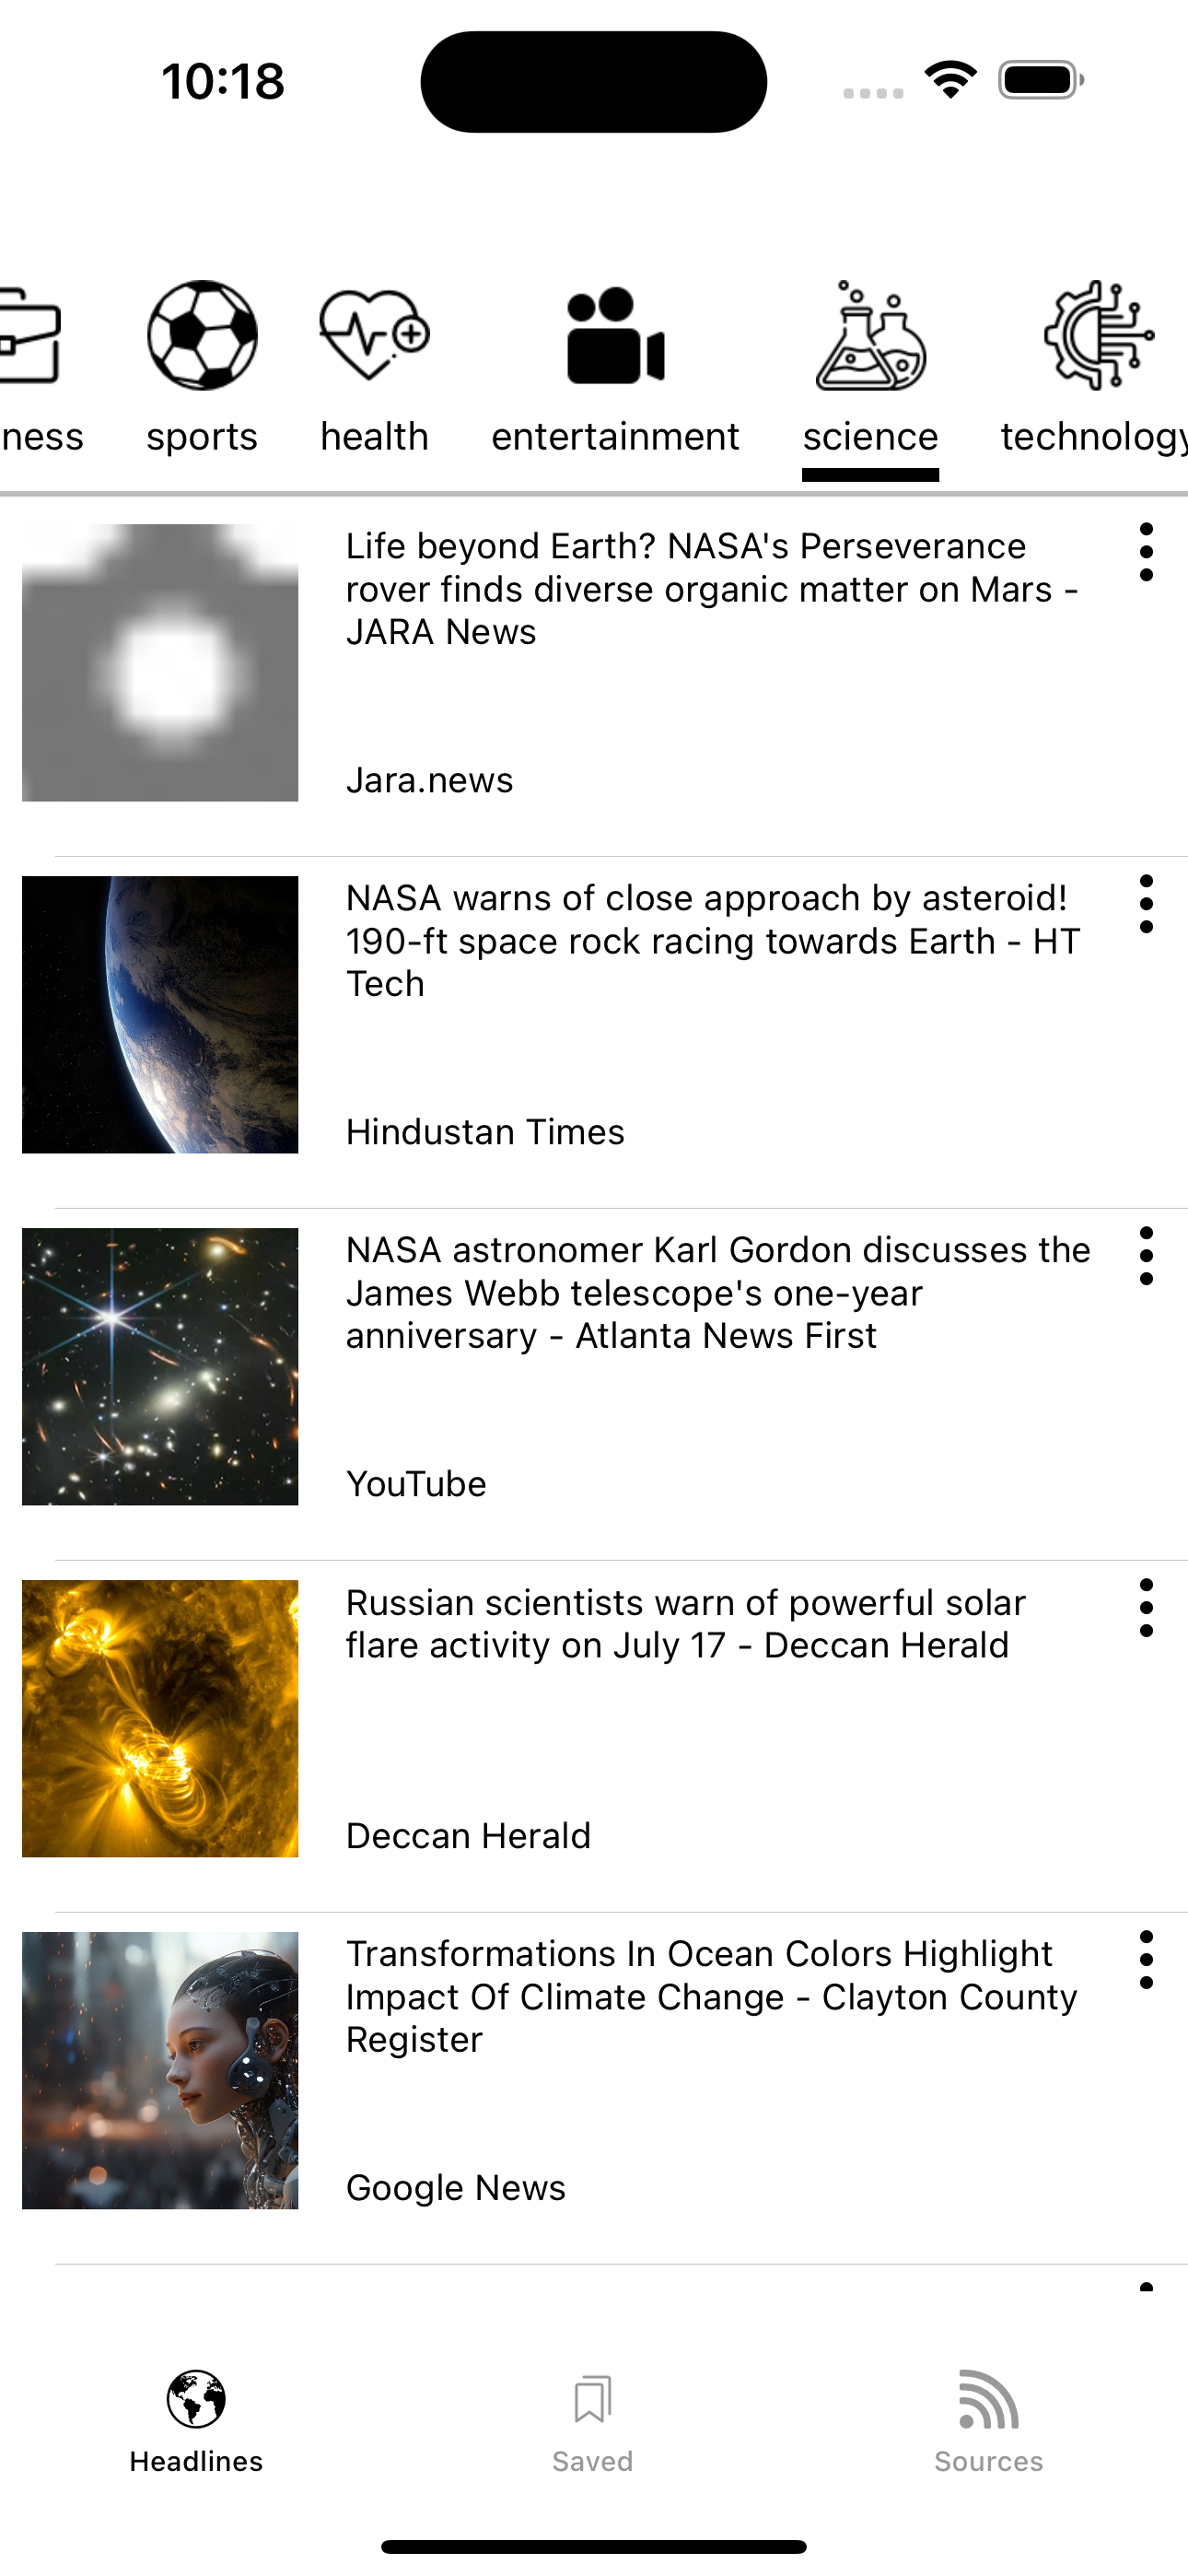 10:18
ness
sports
health
entertainment
science
technology
Life beyond Earth? NASA's Perseverance
rover finds diverse organic matter on Mars -
JARA News
Jara.news
NASA warns of close approach by asteroid!
190-ft space rock racing towards Earth - HT
Tech
Hindustan Times
NASA astronomer Karl Gordon discusses the
James Webb telescope's one-year
anniversary - Atlanta News First
YouTube
Russian scientists warn of powerful solar
flare activity on July 17 - Deccan Herald
Deccan Herald
Transformations In Ocean Colors Highlight
Impact Of Climate Change - Clayton County
Register
Google News
Headlines
Saved
Sources